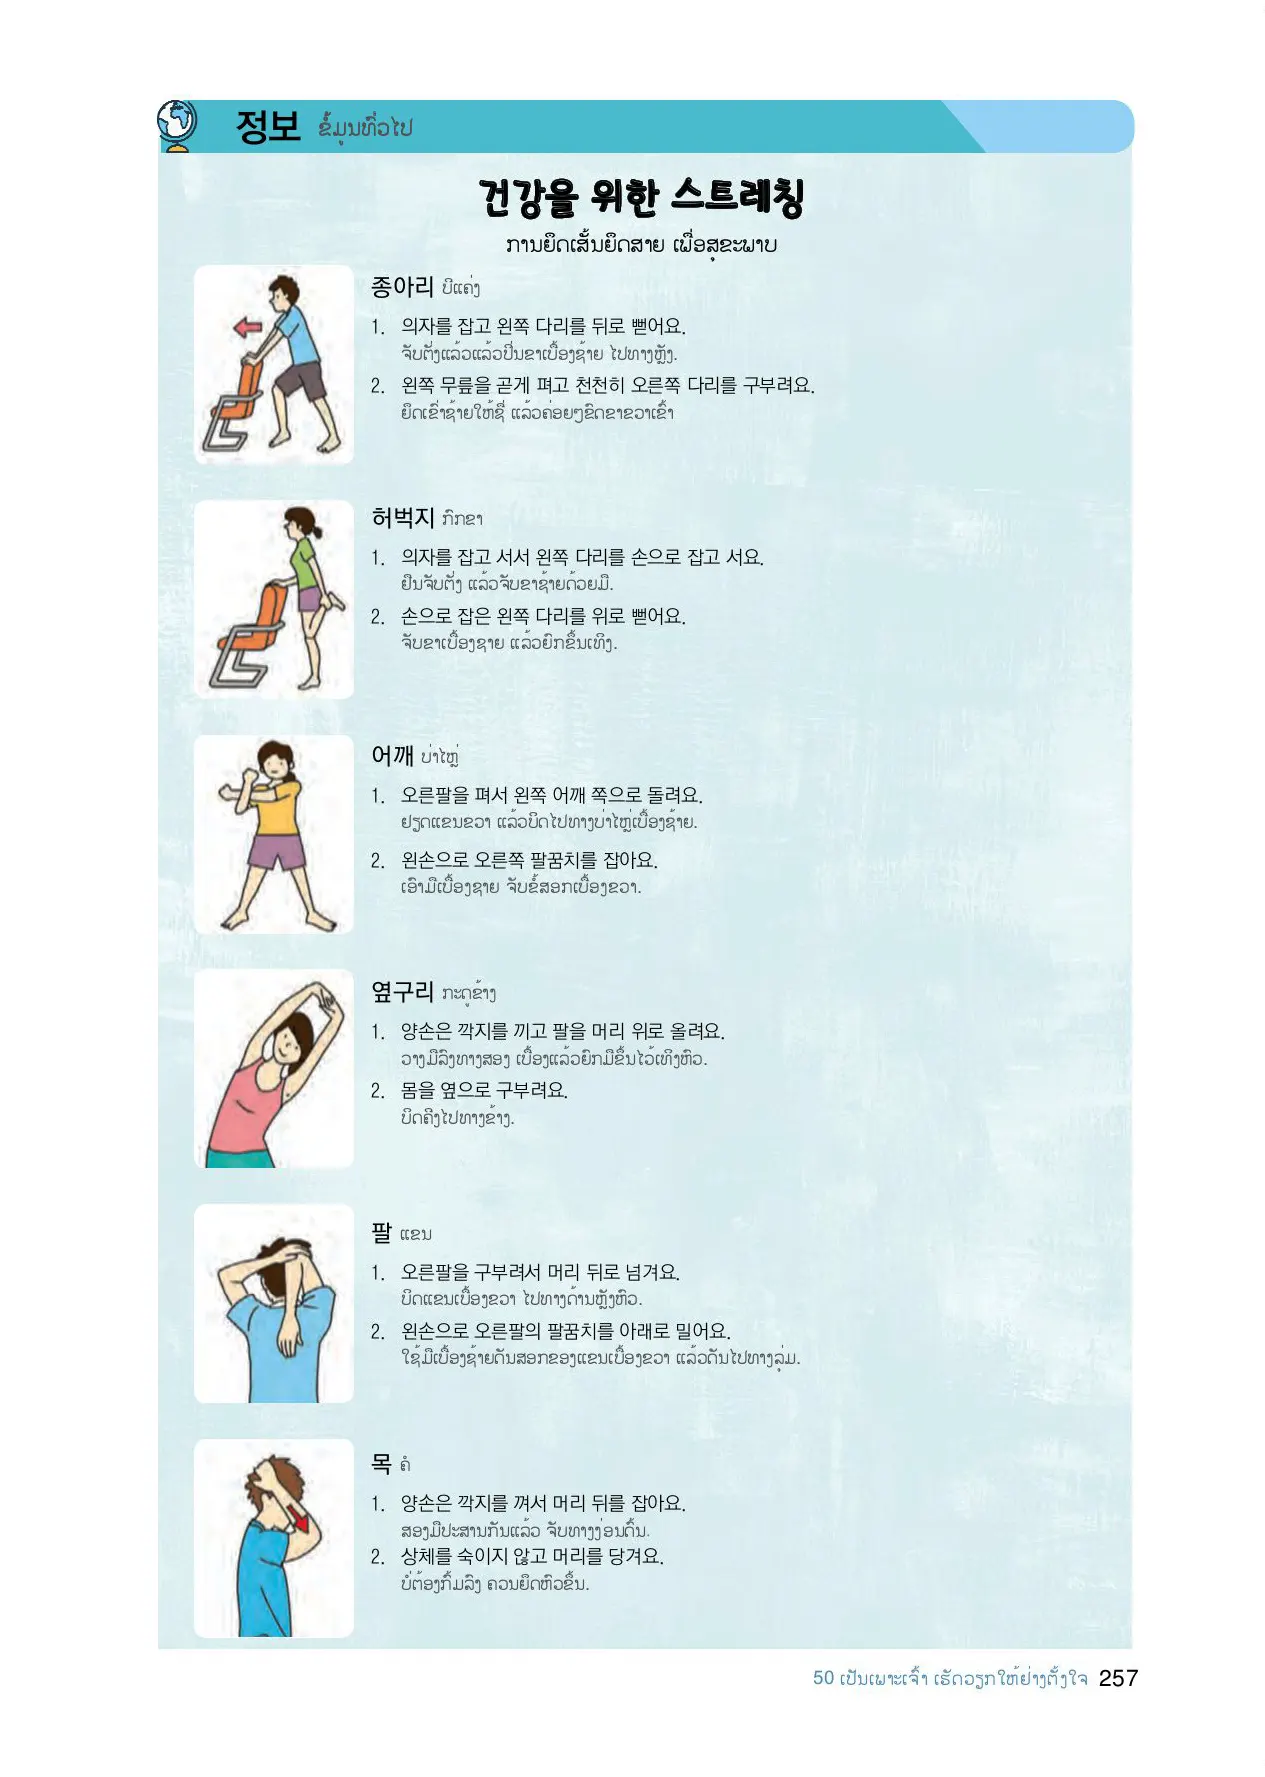 정보 ຂໍ້ມູນທົ່ວໄປ
건강을 위한 스트레칭
ການຍຶດເສັ້ນຍຶດສາຍ ເພື່ອສຸຂະພາບ
종아리 ບີແຄ່ງ
1. 의자를 잡고 왼쪽 다리를 뒤로 뻗어요.
ຈັບຕັ່ງແລ້ວແລ້ວປິ່ນຂາເບື້ອງຊ້າຍ ໄປທາງຫຼັງ.
2. 왼쪽 무릎을 곧게 펴고 천천히 오른쪽 다리를 구부려요.
ຍຶດເຂົ່າຊ້າຍໃຫ້ຊື່ ແລ້ວຄ່ອຍໆຂົດຂາຂວາເຂົ້າ
허벅지 ກົກຂາ
1. 의자를 잡고 서서 왼쪽 다리를 손으로 잡고 서요.
ຢືນຈັບຕັ່ງ ແລ້ວຈັບຂາຊ້າຍດ້ວຍມື.
2. 손으로 잡은 왼쪽 다리를 위로 뻗어요.
ຈັບຂາເບື້ອງຊາຍ ແລ້ວຍົກຂຶ້ນເທິງ.
어깨 ບ່າໄຫຼ່
1. 오른팔을 펴서 왼쪽 어깨 쪽으로 돌려요.
ຢຽດແຂນຂວາ ແລ້ວບິດໄປທາງບ່າໄຫຼ່ເບື້ອງຊ້າຍ.
2. 왼손으로 오른쪽 팔꿈치를 잡아요.
ເອົາມືເບື້ອງຊາຍ ຈັບຂໍ້ສອກເບື້ອງຂວາ.
옆구리 ກະດູຂ້າງ
1. 양손은 깍지를 끼고 팔을 머리 위로 올려요.
ວາງມືລົງທາງສອງ ເບື້ອງແລ້ວຍົກມືຂຶ້ນໄວ້ເທິງຫົວ.
2. 몸을 옆으로 구부려요.
ບິດຄີງໄປທາງຂ້າງ.
팔 ແຂນ
1. 오른팔을 구부려서 머리 뒤로 넘겨요.
ບິດແຂນເບື້ອງຂວາ ໄປທາງດ້ານຫຼັງຫົວ.
2. 왼손으로 오른팔의 팔꿈치를 아래로 밀어요.
ໃຊ້ມືເບື້ອງຊ້າຍດັນສອກຂອງແຂນເບື້ອງຂວາ ແລ້ວດັນໄປທາງລຸ່ມ.
목 ຄໍ
1. 양손은 깍지를 껴서 머리 뒤를 잡아요.
ສອງມືປະສານກັນແລ້ວ ຈັບທາງງ່ອນດົ້ນ.
2. 상체를 숙이지 않고 머리를 당겨요.
ບໍ່ຕ້ອງກົ້ມລົງ ຄວນຍຶດຫົວຂຶ້ນ.
50 ເປັນເພາະເຈົ້າ ເຮັດວຽກໃຫ້ຢ່າງຕັ້ງໃຈ 257